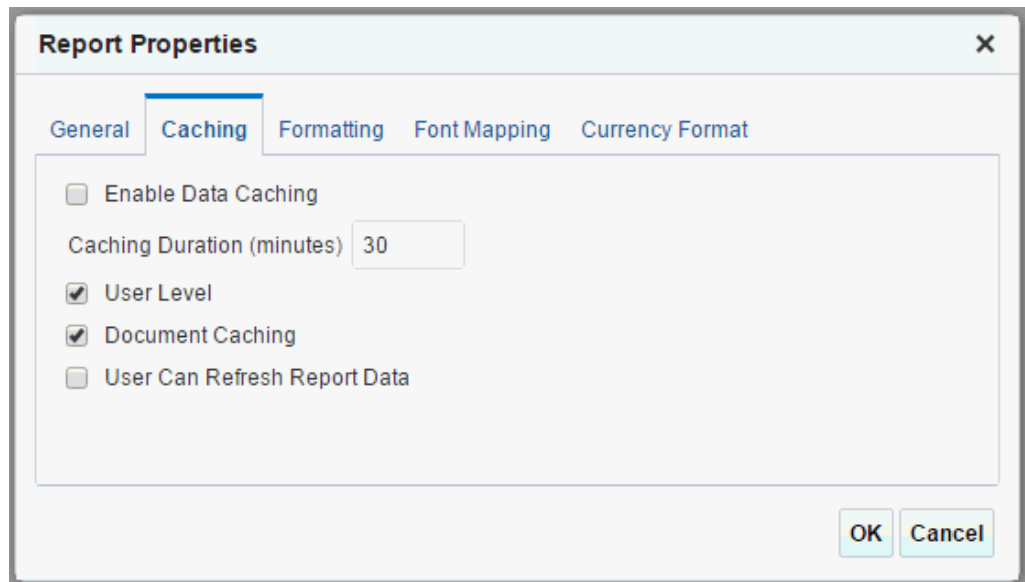 Report Properties
General Caching Formatting Font Mapping Currency Format
Enable Data Caching
Caching Duration (minutes) 30
User Level
Document Caching
User Can Refresh Report Data
OK Cancel